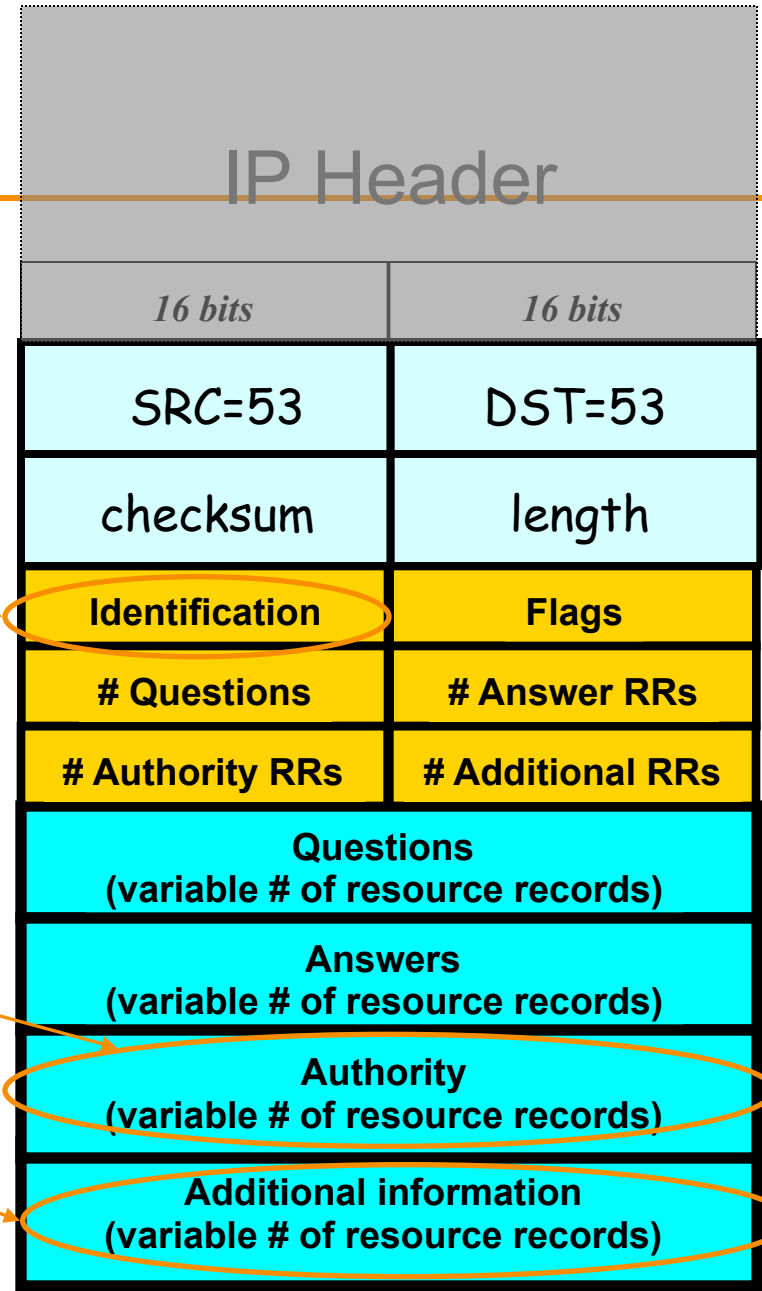 IP Header
16 bits 16 bits
SRC=53 DST=53
checksum length
Identification Flags
# Questions # Answer RRs
# Authority RRs # Additional RRs
Questions
(variable # of resource records)
Answers
(variable # of resource records)
Authority
(variable # of resource records)
Additional information
(variable # of resource records)